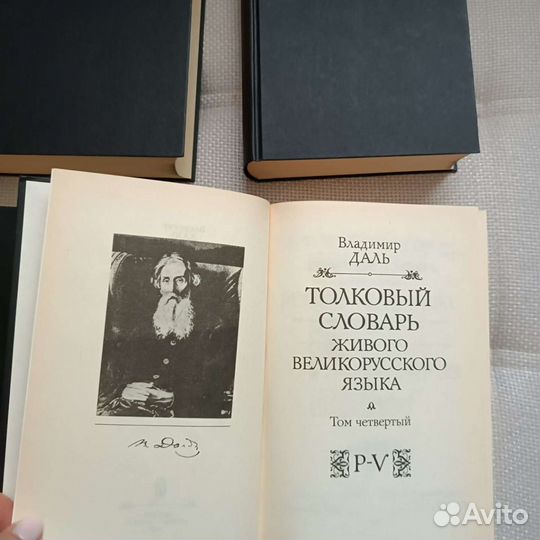 Владимир
ДАЛЬ
ТОЛКОВЫЙ
СЛОВАРЬ
ЖИВОГО
ВЕЛИКОРУССКОГО
ЯЗЫКА
Том четвертый
Р-Ѵ
Avito